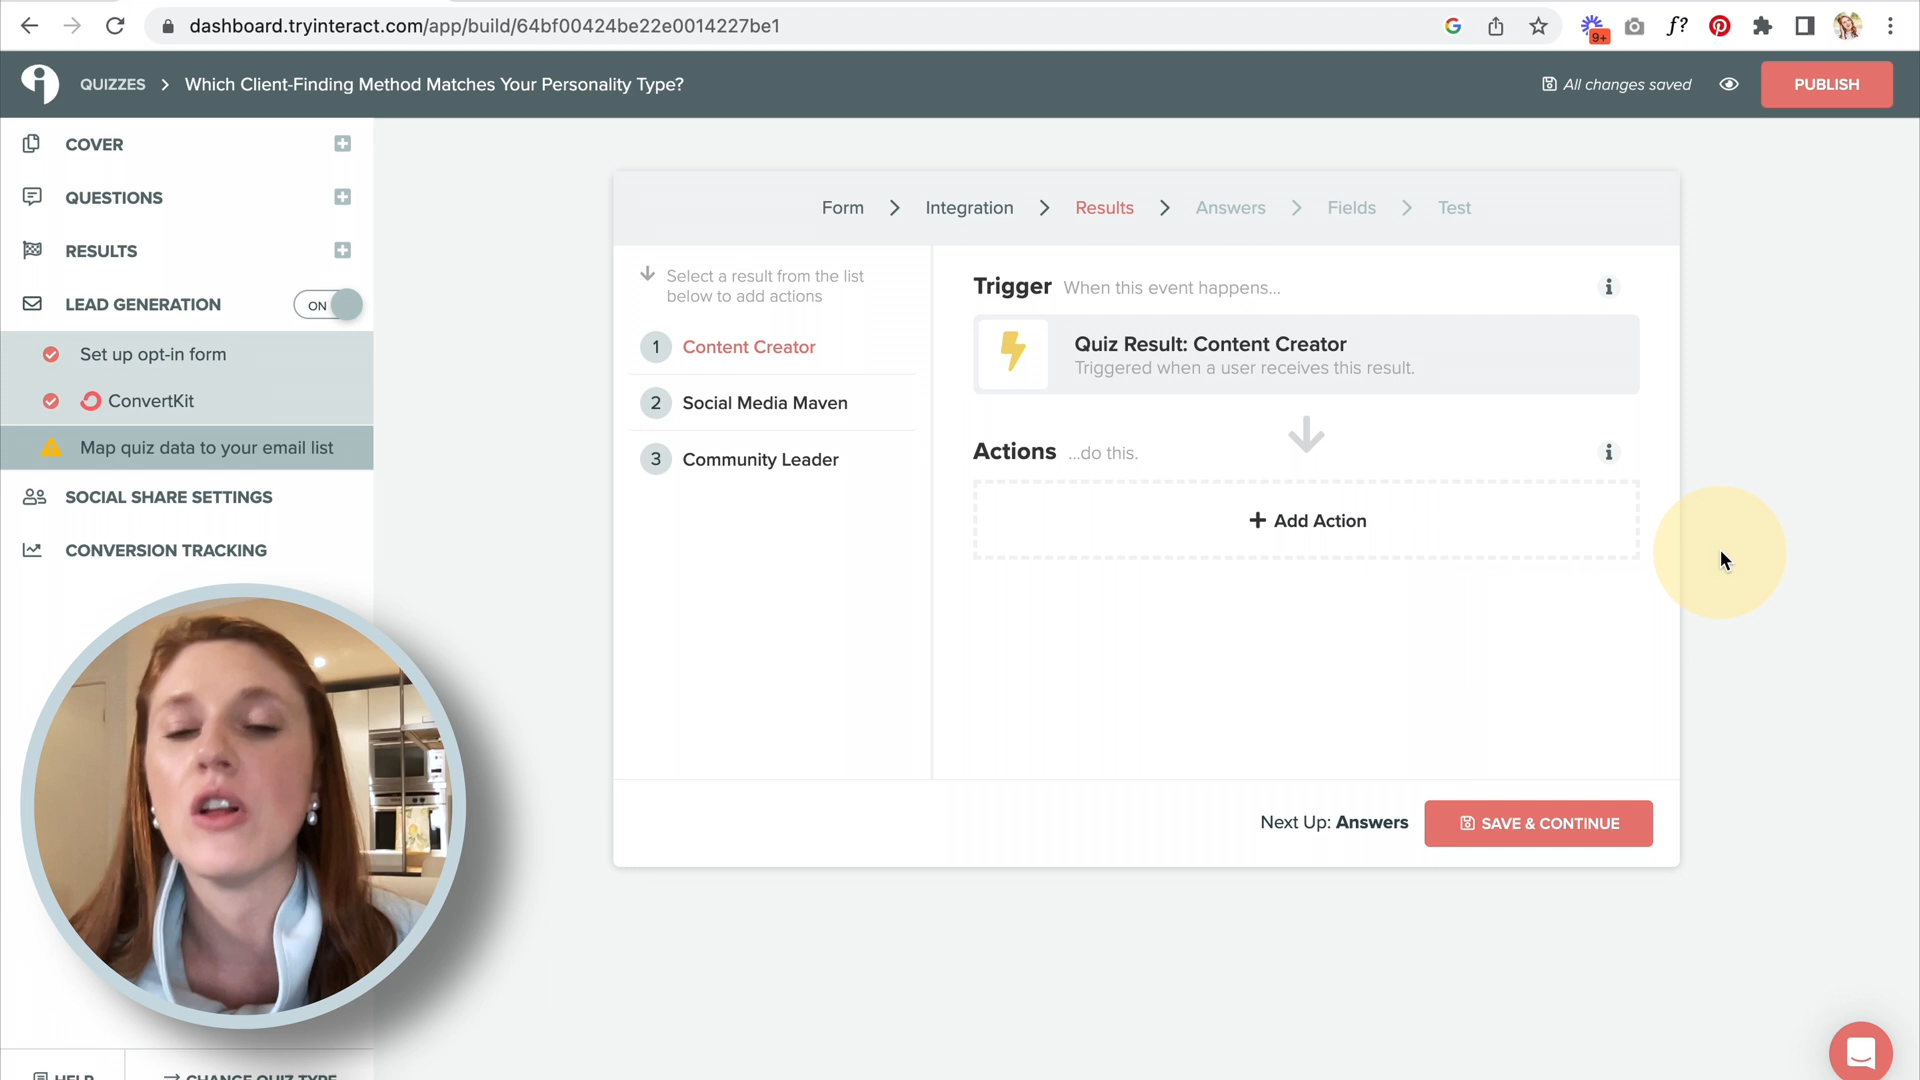 dashboard.tryinteract.com/app/build/64bf00424be22e0014227be1
9+
f?
QUIZZES > Which Client-Finding Method Matches Your Personality Type?
All changes saved
PUBLISH
COVER
QUESTIONS
RESULTS
LEAD GENERATION
ON
Set up opt-in form
ConvertKit
Map quiz data to your email list
SOCIAL SHARE SETTINGS
CONVERSION TRACKING
HELP
CHANGE QUIZ TYPE
Form > Integration > Results > Answers > Fields > Test
Select a result from the list
below to add actions
1 Content Creator
2 Social Media Maven
3 Community Leader
Trigger When this event happens...
Quiz Result: Content Creator
Triggered when a user receives this result.
Actions ...do this.
+ Add Action
Next Up: Answers
SAVE & CONTINUE